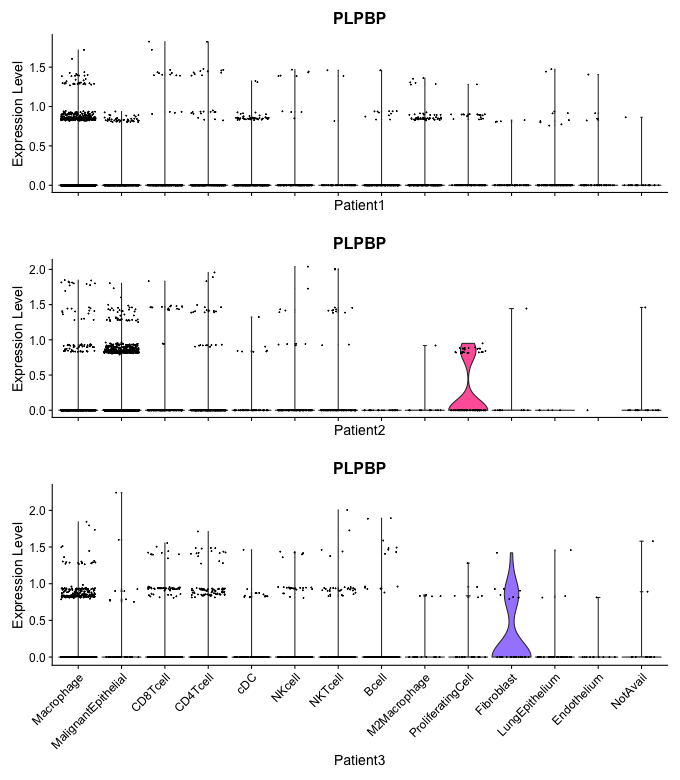 PLPBP
Expression Level
1.5
1.0
0.5
0.0
Patient1
PLPBP
Expression Level
2.0
1.5
1.0
0.5
0.0
Patient2
PLPBP
Expression Level
2.0
1.5
1.0
0.5
0.0
Macrophage
MalignantEpithelial
CD8Tcell
CD4Tcell
cDC
NKcell
NKTcell
Bcell
M2Macrophage
ProliferatingCell
Fibroblast
LungEpithelium
Endothelium
NotAvail
Patient3